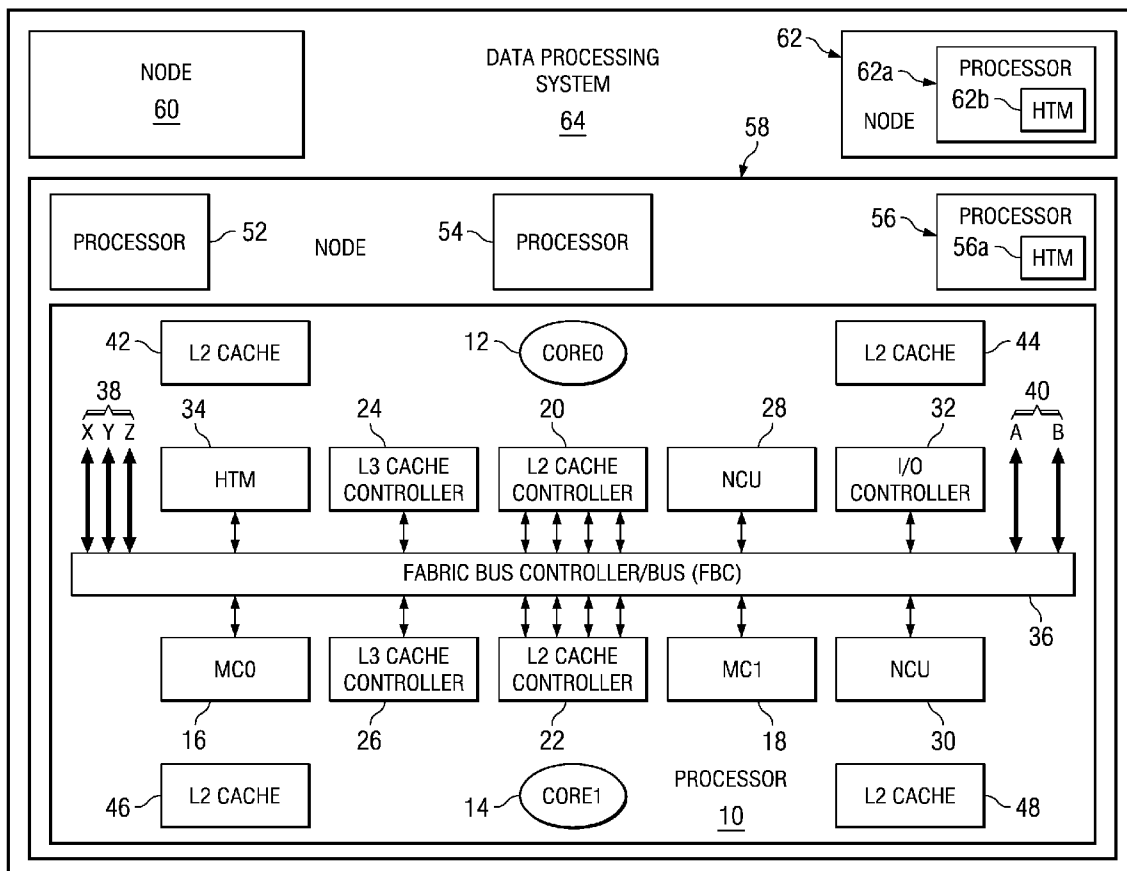 NODE
60
DATA PROCESSING
SYSTEM
64
62
62a
PROCESSOR
62b
HTM
NODE
58
PROCESSOR
52
NODE
54
PROCESSOR
56
PROCESSOR
56a
HTM
42
L2 CACHE
12
CORE0
L2 CACHE
44
38
X Y Z
34
HTM
24
L3 CACHE
CONTROLLER
20
L2 CACHE
CONTROLLER
28
NCU
32
I/O
CONTROLLER
40
A B
FABRIC BUS CONTROLLER/BUS (FBC)
36
MC0
16
L3 CACHE
CONTROLLER
26
L2 CACHE
CONTROLLER
22
MC1
18
NCU
30
46
L2 CACHE
14
CORE1
PROCESSOR
10
L2 CACHE
48